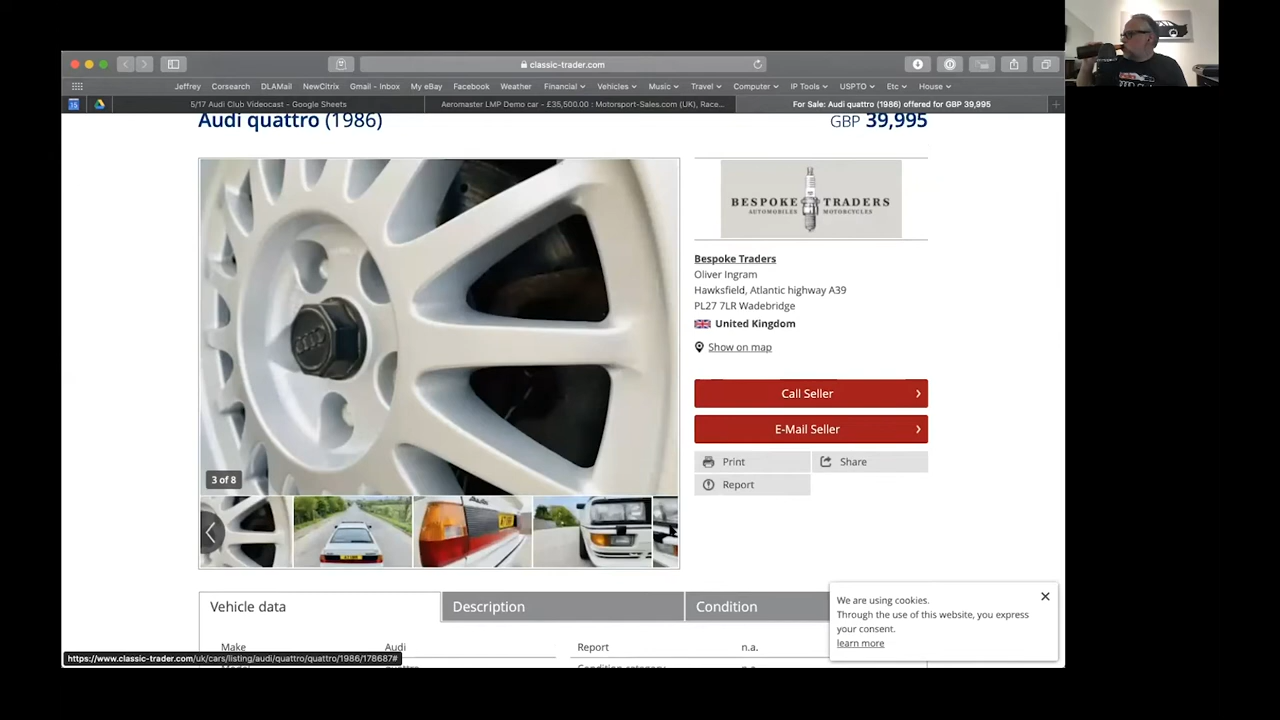 classic-trader.com
Jeffrey Corsearch DLAMail NewCitrix Gmail - Inbox My eBay Facebook Weather Financial Vehicles Music Travel Computer IP Tools USPTO Etc House
5/17 Audi Club Videocast - Google Sheets
Aeromaster LMP Demo car - £35,500.00 : Motorsport-Sales.com (UK), Race...
For Sale: Audi quattro (1986) offered for GBP 39,995
Audi quattro (1986)
GBP 39,995
BESPOKE TRADERS
AUTOMOBILES MOTORCYCLES
Bespoke Traders
Oliver Ingram
Hawksfield, Atlantic highway A39
PL27 7LR Wadebridge
United Kingdom
Show on map
Call Seller
E-Mail Seller
Print
Share
Report
3 of 8
Vehicle data
Description
Condition
Make
Audi
Report
n.a.
We are using cookies.
Through the use of this website, you express
your consent.
learn more
https://www.classic-trader.com/uk/cars/listing/audi/quattro/quattro/1986/178687#